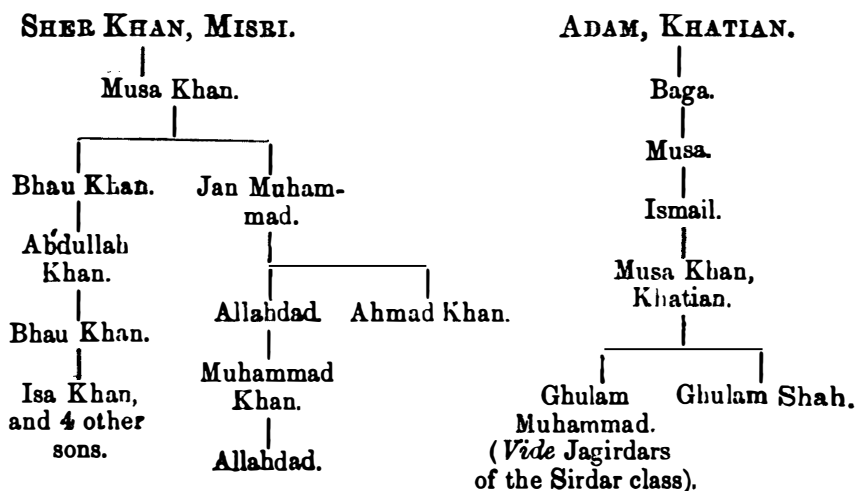 SHER KHAN, MISRI.
Musa Khan.
Bhau Khan.
Jan Muham-
mad.
Abdullah
Khan.
Allahdad.
Ahmad Khan.
Bhau Khan.
Muhammad
Khan.
Isa Khan,
and 4 other
sons.
Allahdad.
ADAM, KHATIAN.
Baga.
Musa.
Ismail.
Musa Khan,
Khatian.
Ghulam
Muhammad.
(Vide Jagirdars
of the Sirdar class).
Ghulam Shah.